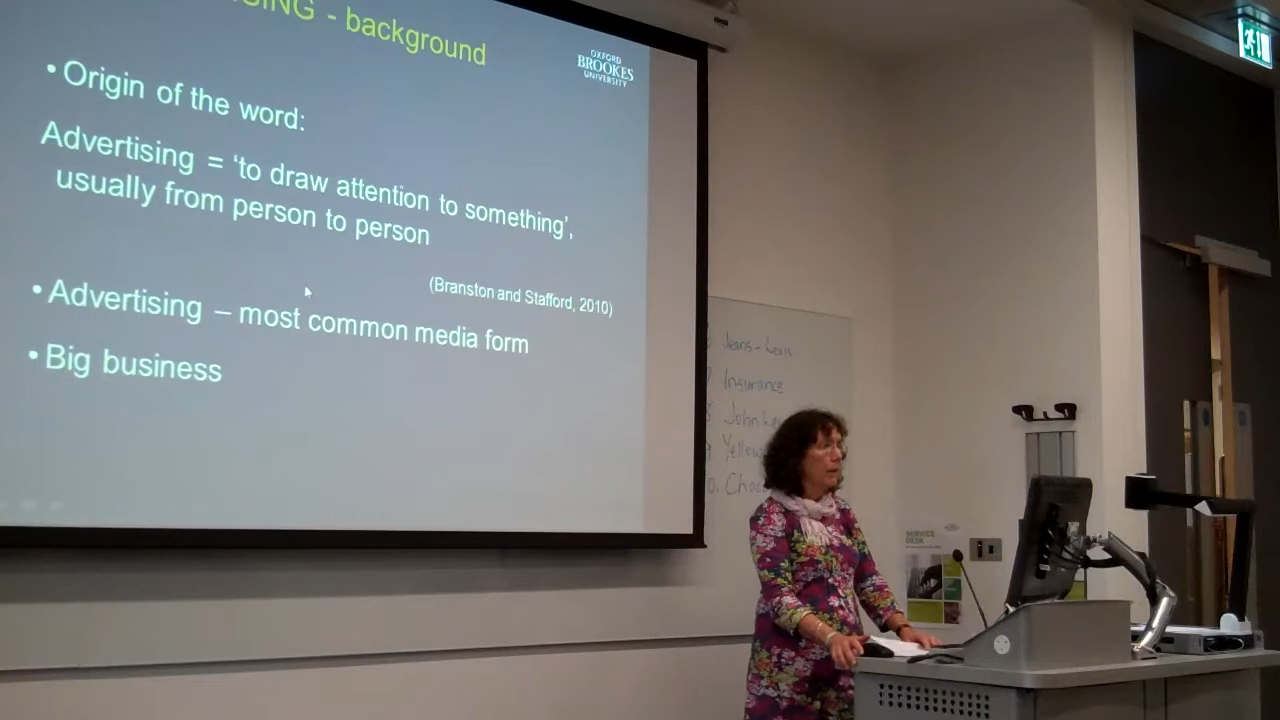 - background
OXFORD
BROOKES
UNIVERSITY
• Origin of the word:
Advertising = ‘to draw attention to something’,
usually from person to person
(Branston and Stafford, 2010)
• Advertising – most common media form
• Big business
Jeans - Levis
Insurance
SERVICE
DESK